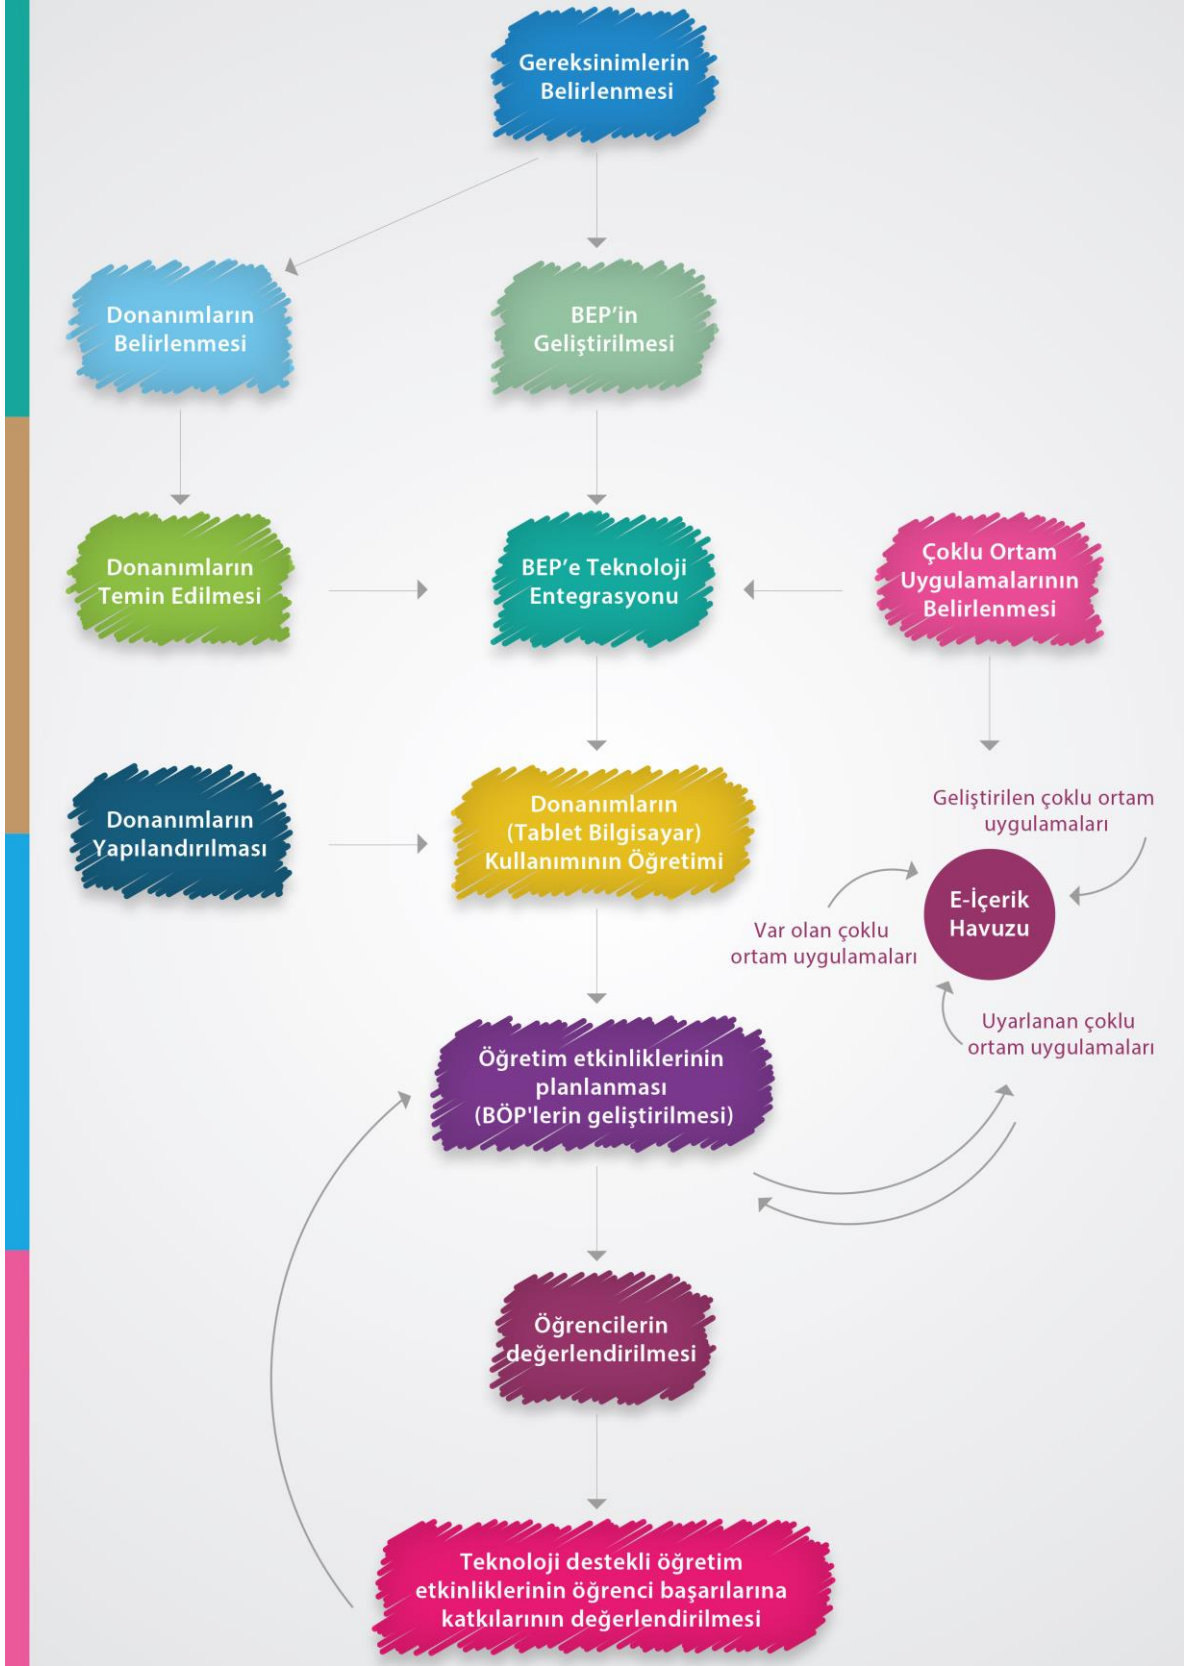 Gereksinimlerin
Belirlenmesi
Donanımların
Belirlenmesi
BEP’in
Geliştirilmesi
Donanımların
Temin Edilmesi
BEP’e Teknoloji
Entegrasyonu
Çoklu Ortam
Uygulamalarının
Belirlenmesi
Donanımların
Yapılandırılması
Donanımların
(Tablet Bilgisayar)
Kullanımının Öğretimi
Geliştirilen çoklu ortam
uygulamaları
E-İçerik
Havuzu
Var olan çoklu
ortam uygulamaları
Uyarlanan çoklu
ortam uygulamaları
Öğretim etkinliklerinin
planlanması
(BÖP'lerin geliştirilmesi)
Öğrencilerin
değerlendirilmesi
Teknoloji destekli öğretim
etkinliklerinin öğrenci başarılarına
katkılarının değerlendirilmesi